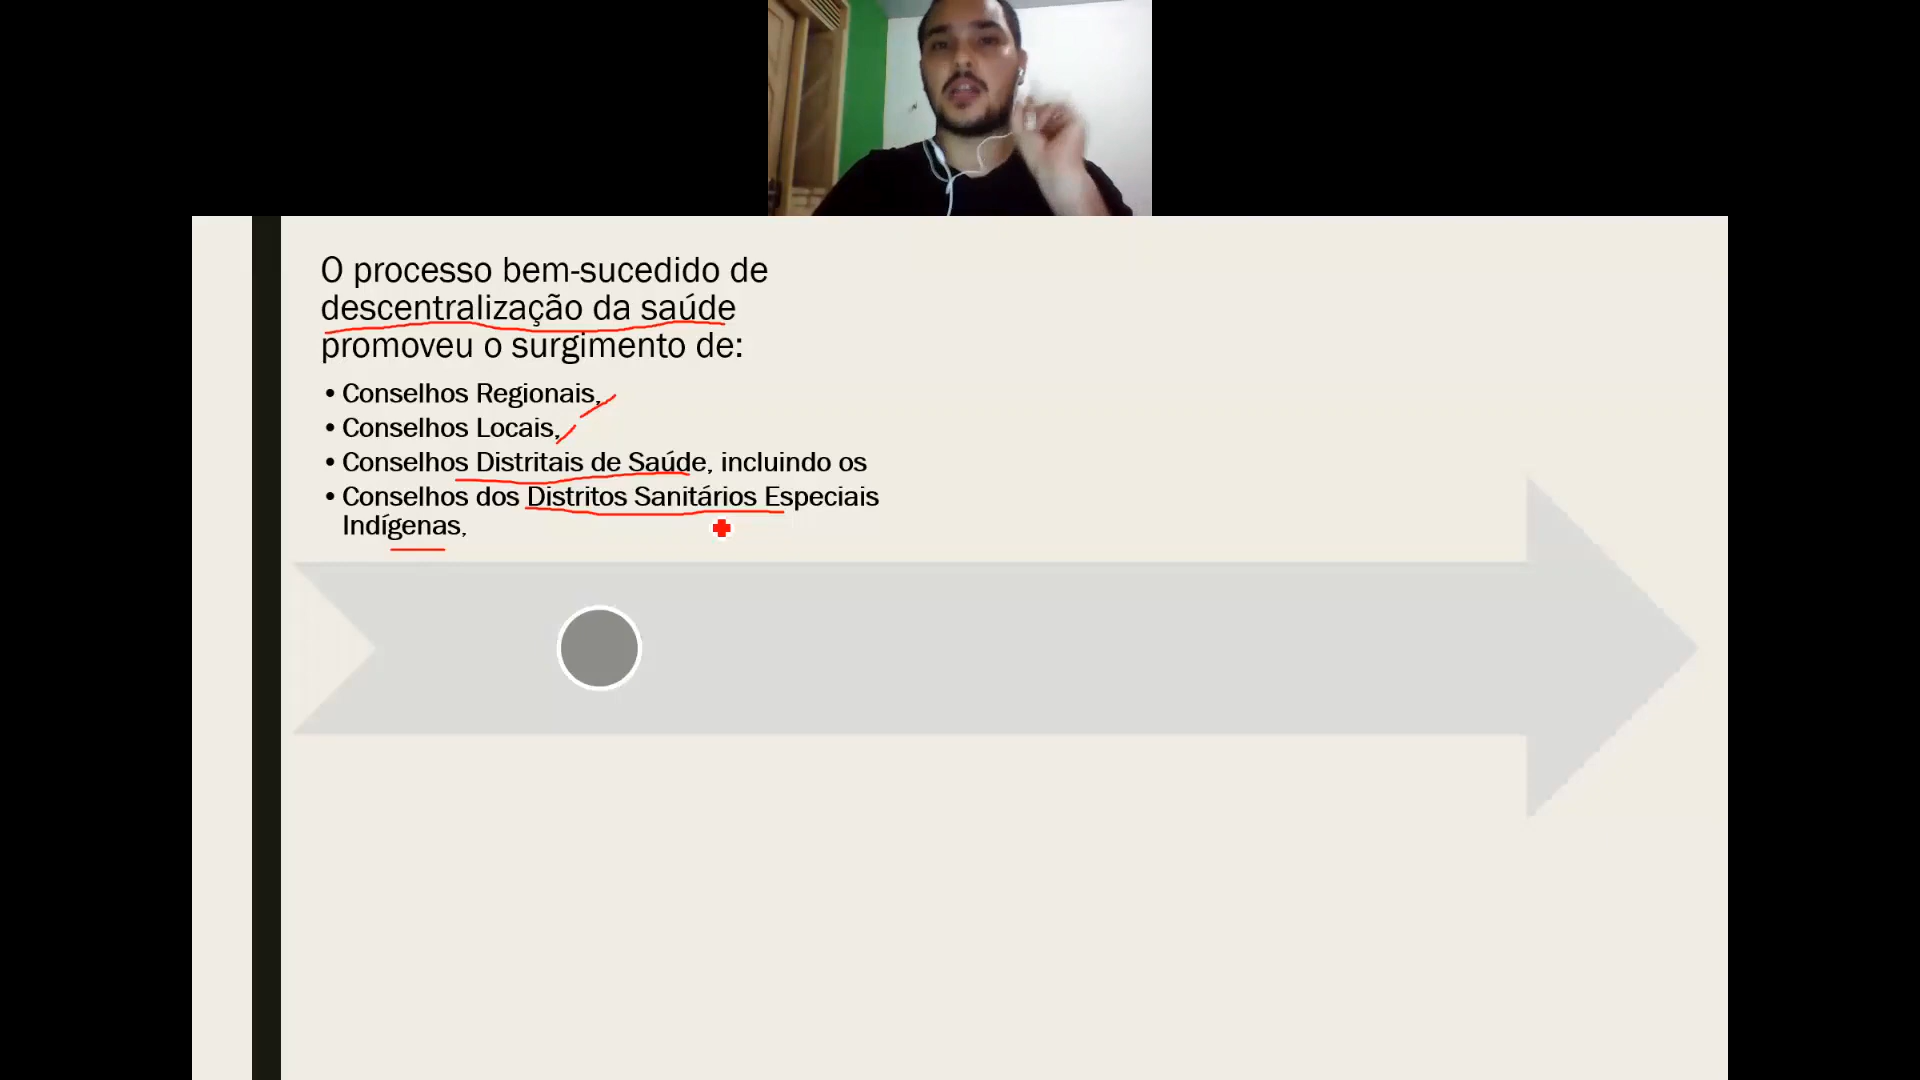 O processo bem-sucedido de
descentralização da saúde
promoveu o surgimento de:
• Conselhos Regionais,
• Conselhos Locais,
• Conselhos Distritais de Saúde, incluindo os
• Conselhos dos Distritos Sanitários Especiais
Indígenas,